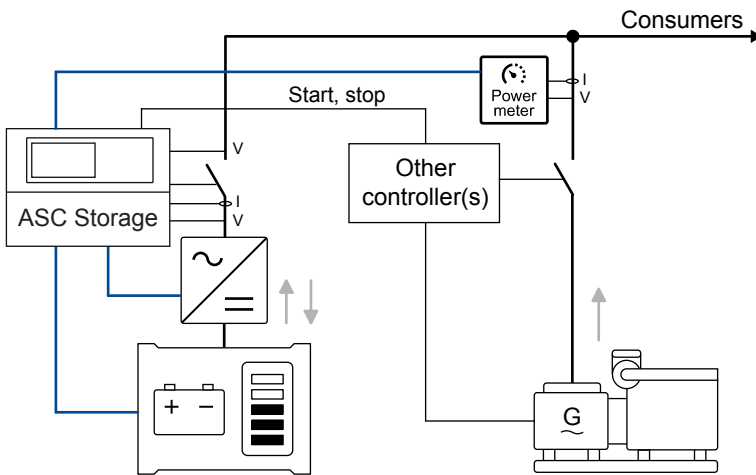 Consumers
I
Power
meter
V
Start, stop
V
Other
controller(s)
I
ASC Storage
V
+ −
G